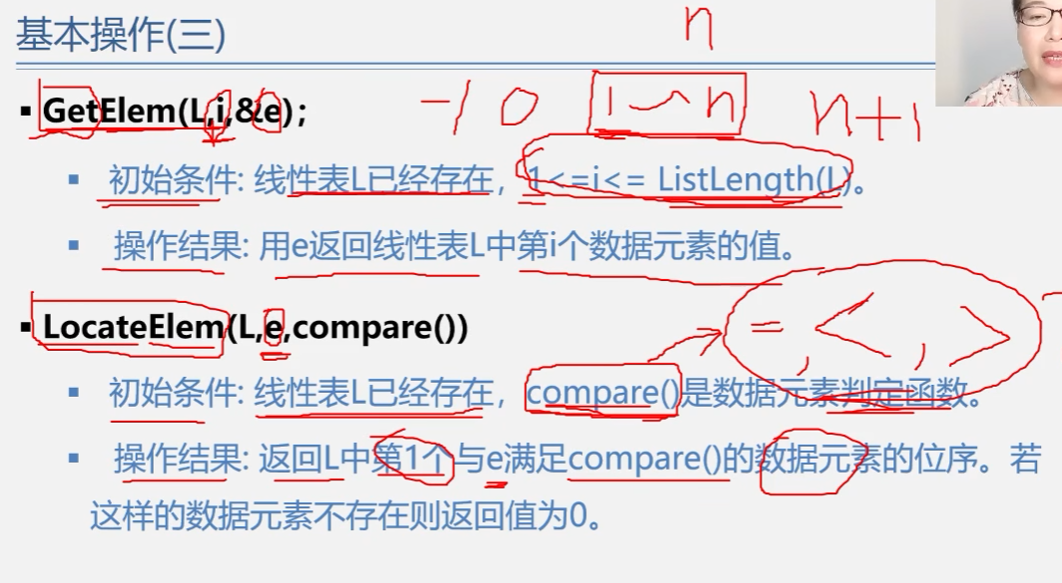 基本操作(三)
n
GetElem(L,i,&e);
-1 0 1~n n+1
初始条件: 线性表L已经存在，1<=i<= ListLength(L)。
操作结果: 用e返回线性表L中第i个数据元素的值。
= , < , >
LocateElem(L,e,compare())
初始条件: 线性表L已经存在，compare()是数据元素判定函数。
操作结果: 返回L中第1个与e满足compare()的数据元素的位序。若
这样的数据元素不存在则返回值为0。